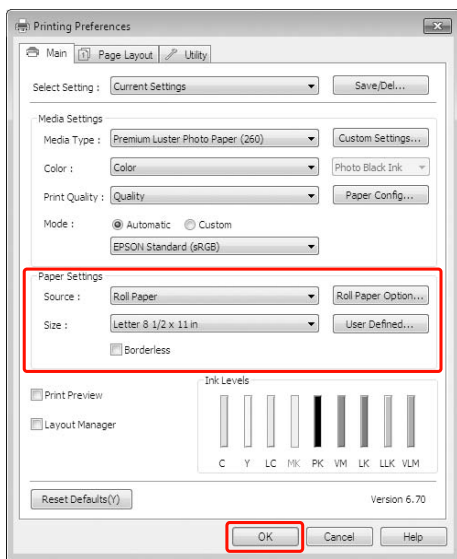 Printing Preferences
Main Page Layout Utility
Select Setting : Current Settings Save/Del...
Media Settings
Media Type : Premium Luster Photo Paper (260) Custom Settings...
Color : Color Photo Black Ink
Print Quality : Quality Paper Config...
Mode : Automatic Custom
EPSON Standard (sRGB)
Paper Settings
Source : Roll Paper Roll Paper Option...
Size : Letter 8 1/2 x 11 in User Defined...
Borderless
Ink Levels
Print Preview
Layout Manager
C Y LC MK PK VM LK LLK VLM
Reset Defaults(Y) Version 6.70
OK Cancel Help